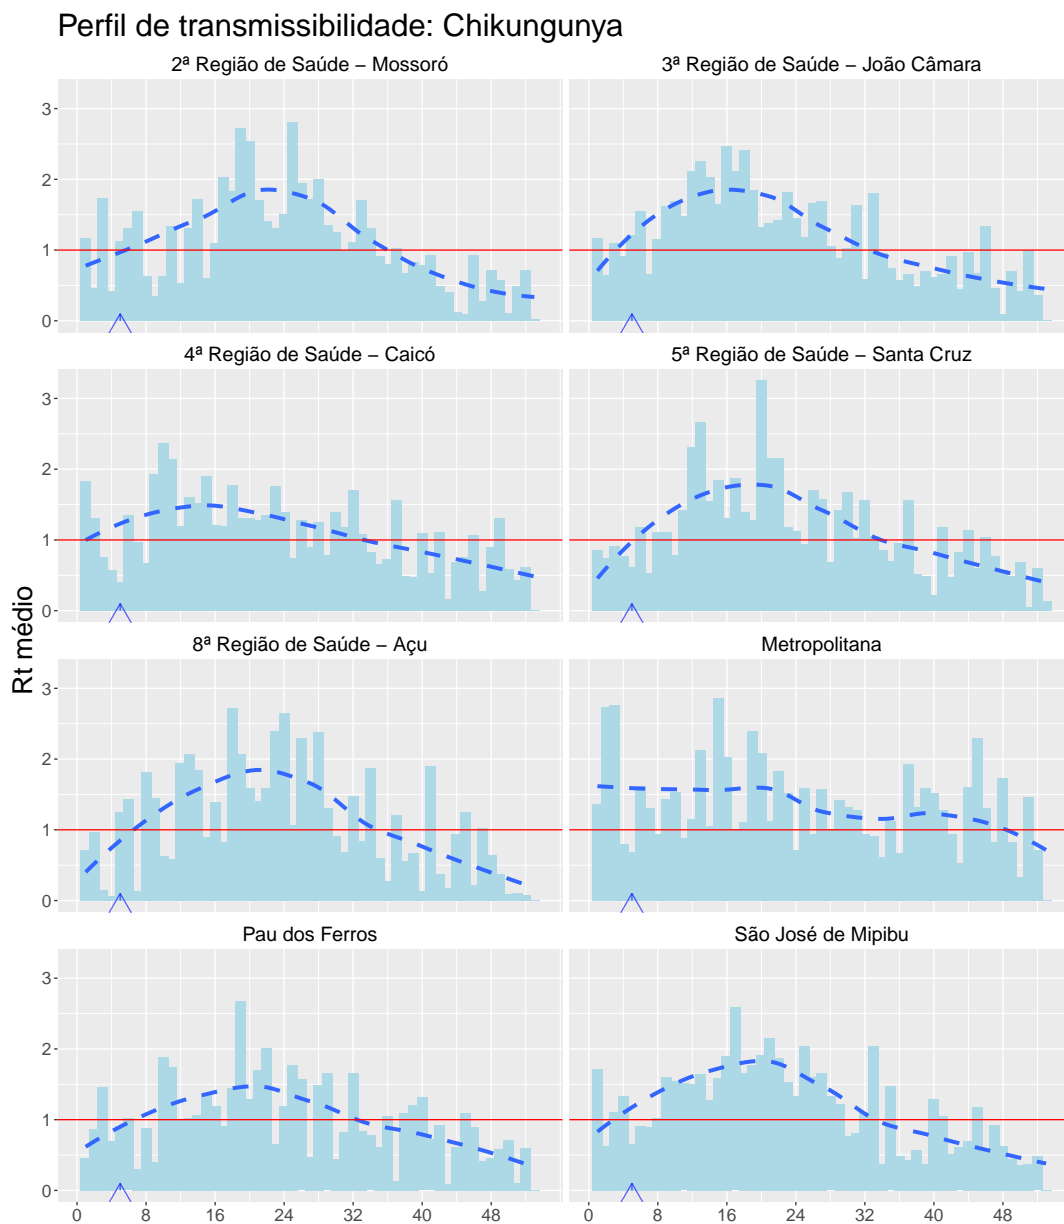 Perfil de transmissibilidade: Chikungunya
2ª Região de Saúde – Mossoró
3ª Região de Saúde – João Câmara
3
2
1
0
4ª Região de Saúde – Caicó
5ª Região de Saúde – Santa Cruz
3
2
1
0
Rt médio
8ª Região de Saúde – Açu
Metropolitana
3
2
1
0
Pau dos Ferros
São José de Mipibu
3
2
1
0
0 8 16 24 32 40 48
0 8 16 24 32 40 48